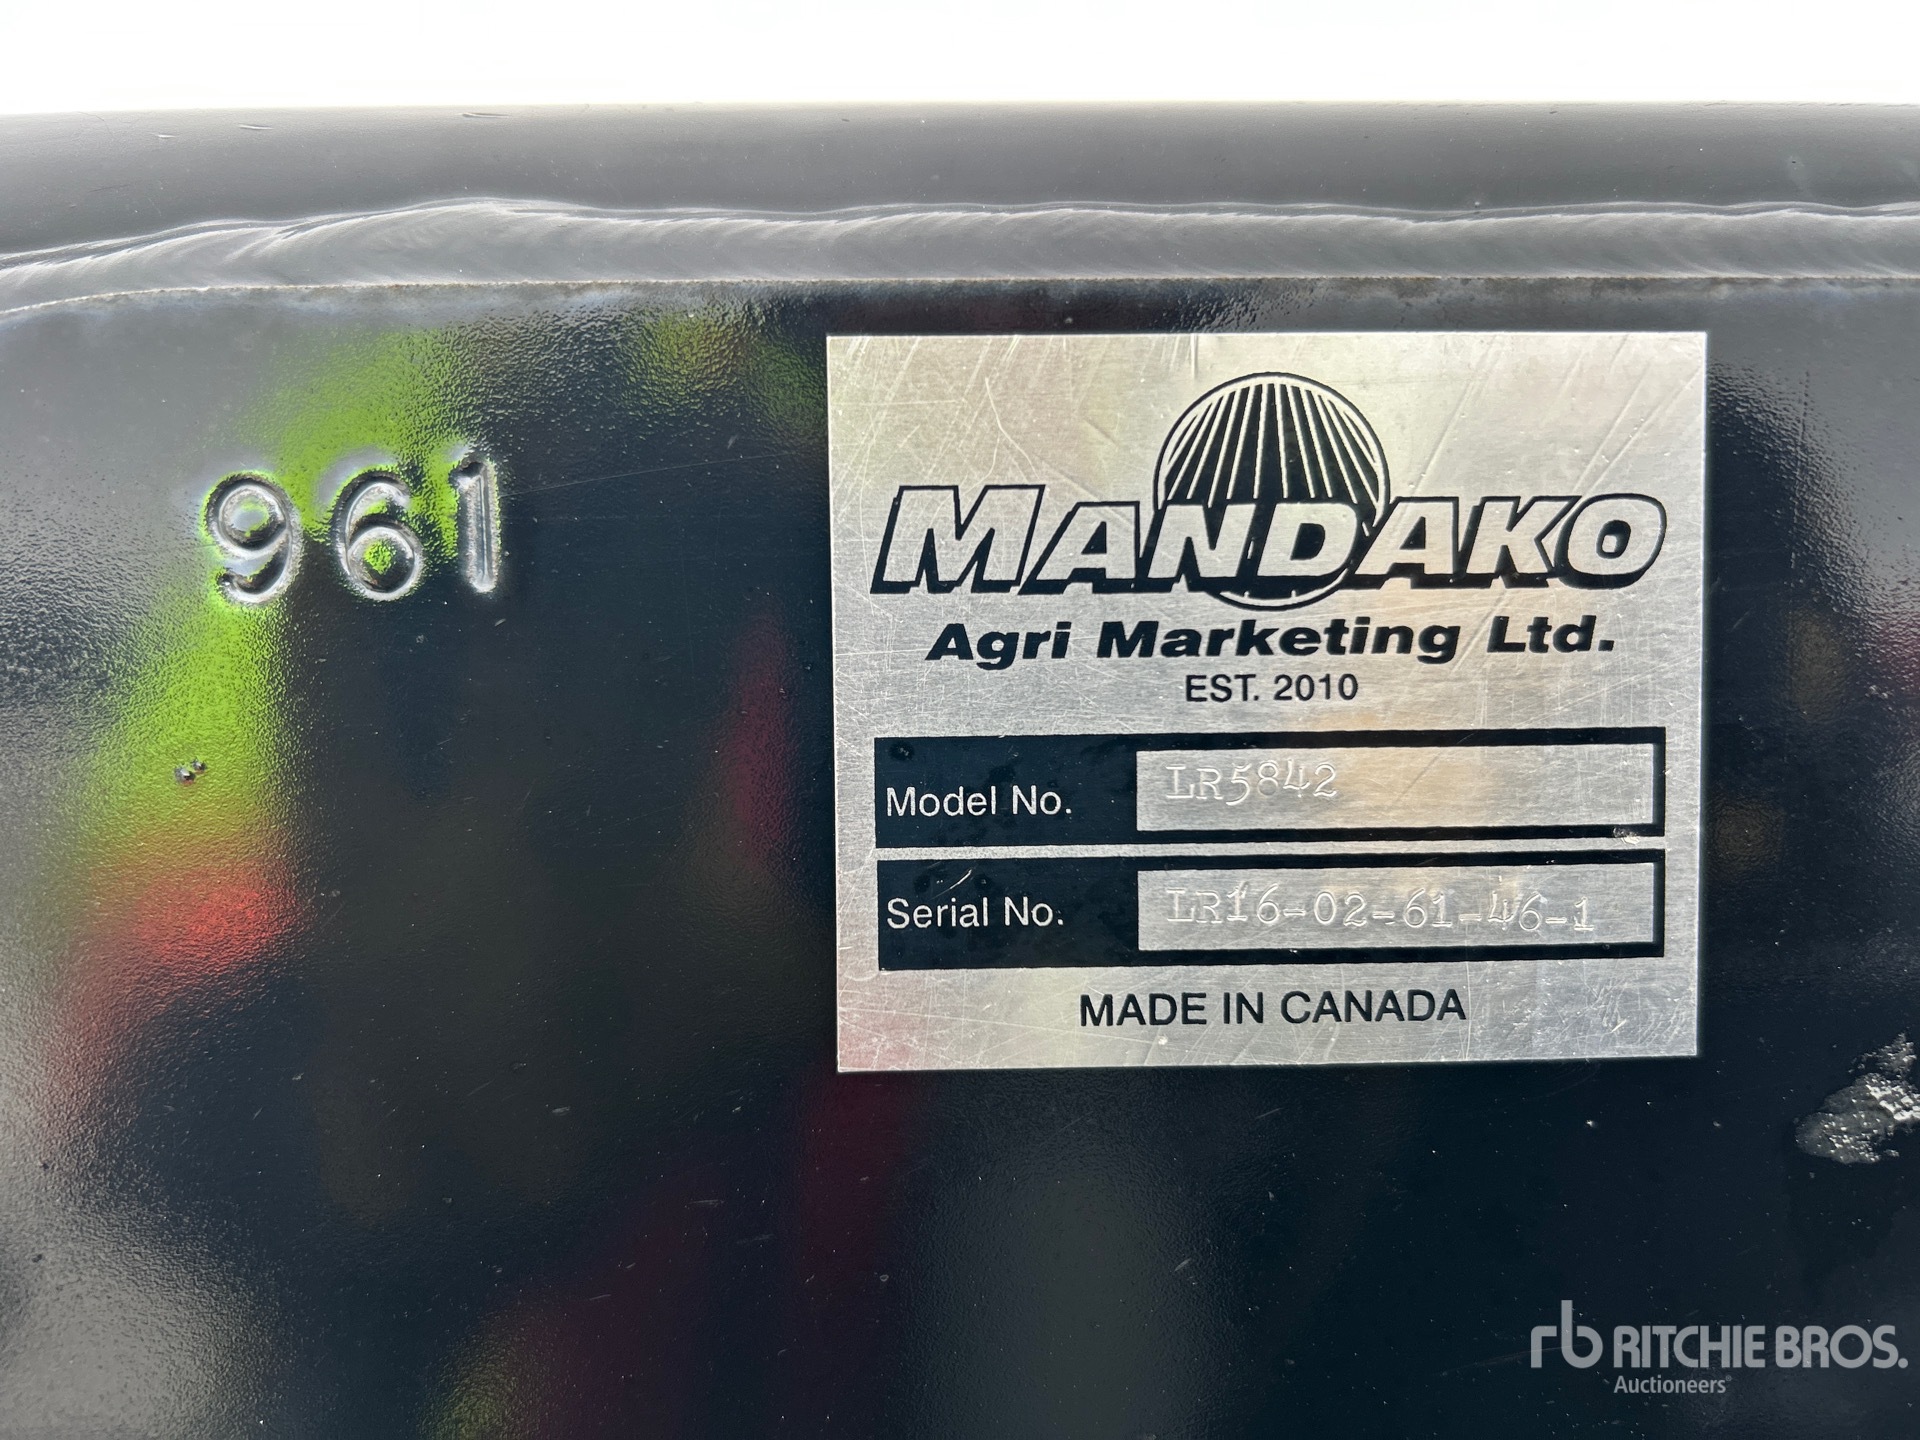 961
MANDAKO
Agri Marketing Ltd.
EST. 2010
Model No. LR5842
Serial No. LR16-02-61-46-1
MADE IN CANADA
rb RITCHIE BROS.
Auctioneers